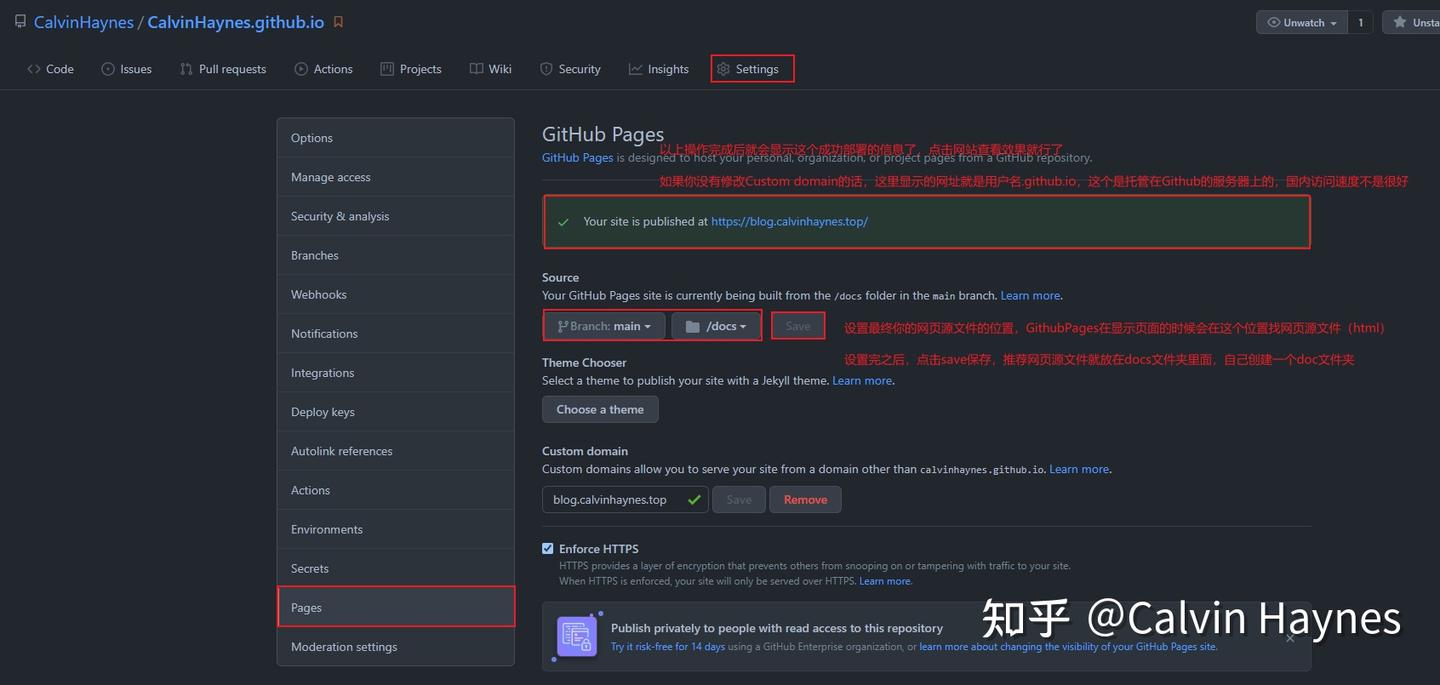 CalvinHaynes / CalvinHaynes.github.io
Unwatch 1 Unsta
Code Issues Pull requests Actions Projects Wiki Security Insights Settings
Options
Manage access
Security & analysis
Branches
Webhooks
Notifications
Integrations
Deploy keys
Autolink references
Actions
Environments
Secrets
Pages
Moderation settings
GitHub Pages
以上操作完成后就会显示这个成功部署的信息了，点击网站查看效果就行了
GitHub Pages is designed to host your personal, organization, or project pages from a GitHub repository.
如果你没有修改Custom domain的话，这里显示的网址就是用户名.github.io，这个是托管在Github的服务器上的，国内访问速度不是很好
Your site is published at https://blog.calvinhaynes.top/
Source
Your GitHub Pages site is currently being built from the /docs folder in the main branch. Learn more.
Branch: main /docs Save
设置最终你的网页源文件的位置，GithubPages在显示页面的时候会在这个位置找网页源文件（html）
设置完之后，点击save保存，推荐网页源文件就放在docs文件夹里面，自己创建一个doc文件夹
Theme Chooser
Select a theme to publish your site with a Jekyll theme. Learn more.
Choose a theme
Custom domain
Custom domains allow you to serve your site from a domain other than calvinhaynes.github.io. Learn more.
blog.calvinhaynes.top Save Remove
Enforce HTTPS
HTTPS provides a layer of encryption that prevents others from snooping on or tampering with traffic to your site.
When HTTPS is enforced, your site will only be served over HTTPS. Learn more.
Publish privately to people with read access to this repository
Try it risk-free for 14 days using a GitHub Enterprise organization, or learn more about changing the visibility of your GitHub Pages site.
知乎 @Calvin Haynes